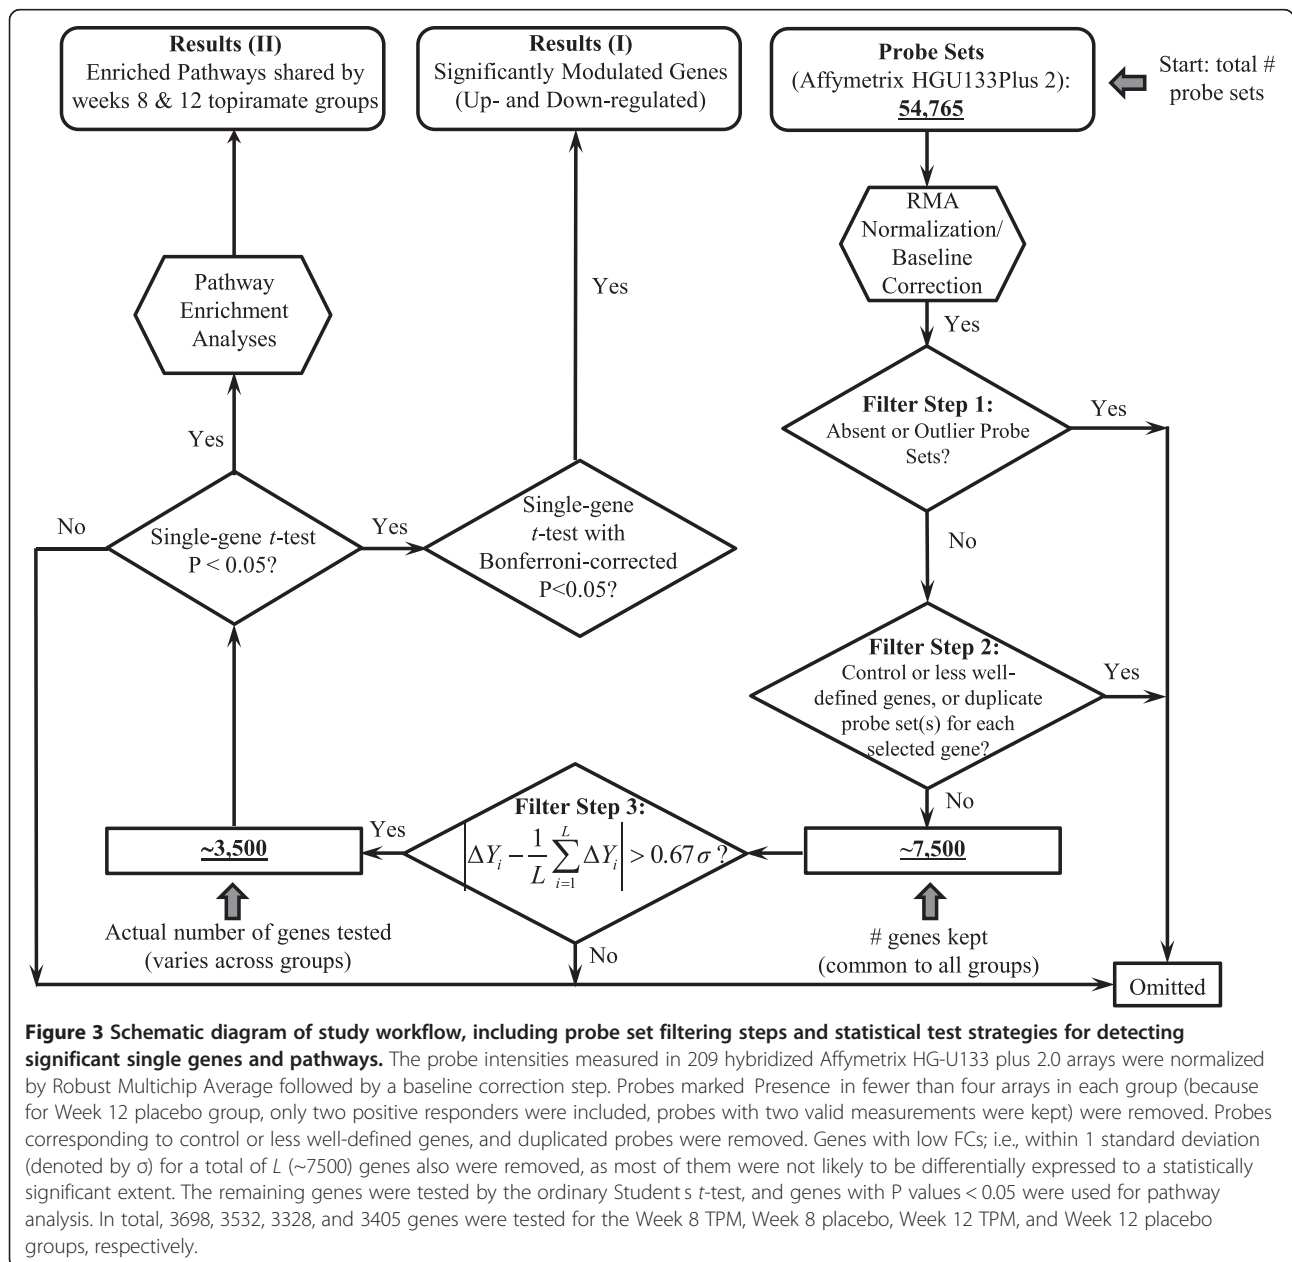 Results (II)
Enriched Pathways shared by
weeks 8 & 12 topiramate groups
Results (I)
Significantly Modulated Genes
(Up- and Down-regulated)
Probe Sets
(Affymetrix HGU133Plus 2):
54,765
Start: total #
probe sets
RMA
Normalization/
Baseline
Correction
Yes
Pathway
Enrichment
Analyses
Yes
Filter Step 1:
Absent or Outlier Probe
Sets?
Yes
No
Yes
No
Single-gene t-test
P < 0.05?
Yes
Single-gene
t-test with
Bonferroni-corrected
P<0.05?
Filter Step 2:
Control or less well-
defined genes, or duplicate
probe set(s) for each
selected gene?
Yes
No
~7,500
# genes kept
(common to all groups)
Filter Step 3:
|ΔY_i − 1/L ∑_{i=1}^{L} ΔY_i| > 0.67σ ?
Yes
No
~3,500
Actual number of genes tested
(varies across groups)
Omitted
Figure 3 Schematic diagram of study workflow, including probe set filtering steps and statistical test strategies for detecting
significant single genes and pathways. The probe intensities measured in 209 hybridized Affymetrix HG-U133 plus 2.0 arrays were normalized
by Robust Multichip Average followed by a baseline correction step. Probes marked Presence in fewer than four arrays in each group (because
for Week 12 placebo group, only two positive responders were included, probes with two valid measurements were kept) were removed. Probes
corresponding to control or less well-defined genes, and duplicated probes were removed. Genes with low FCs; i.e., within 1 standard deviation
(denoted by σ) for a total of L (~7500) genes also were removed, as most of them were not likely to be differentially expressed to a statistically
significant extent. The remaining genes were tested by the ordinary Student s t-test, and genes with P values < 0.05 were used for pathway
analysis. In total, 3698, 3532, 3328, and 3405 genes were tested for the Week 8 TPM, Week 8 placebo, Week 12 TPM, and Week 12 placebo
groups, respectively.